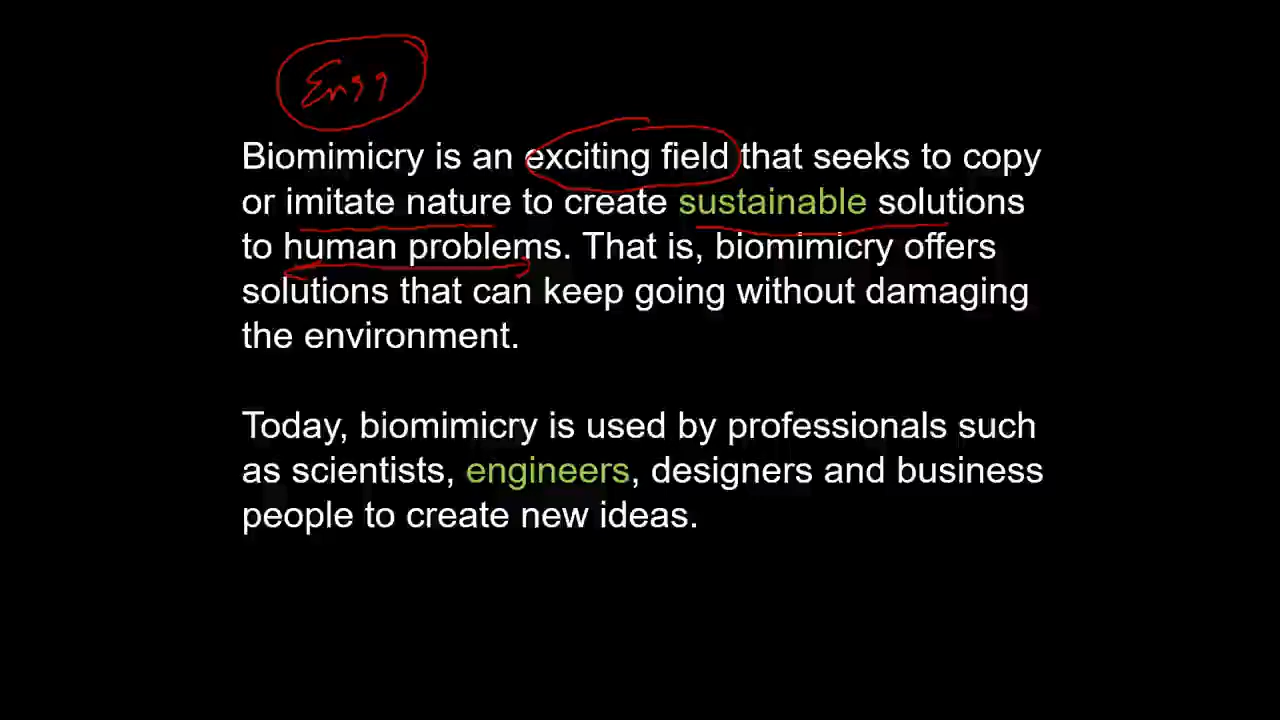 Engg
Biomimicry is an exciting field that seeks to copy
or imitate nature to create sustainable solutions
to human problems. That is, biomimicry offers
solutions that can keep going without damaging
the environment.
Today, biomimicry is used by professionals such
as scientists, engineers, designers and business
people to create new ideas.